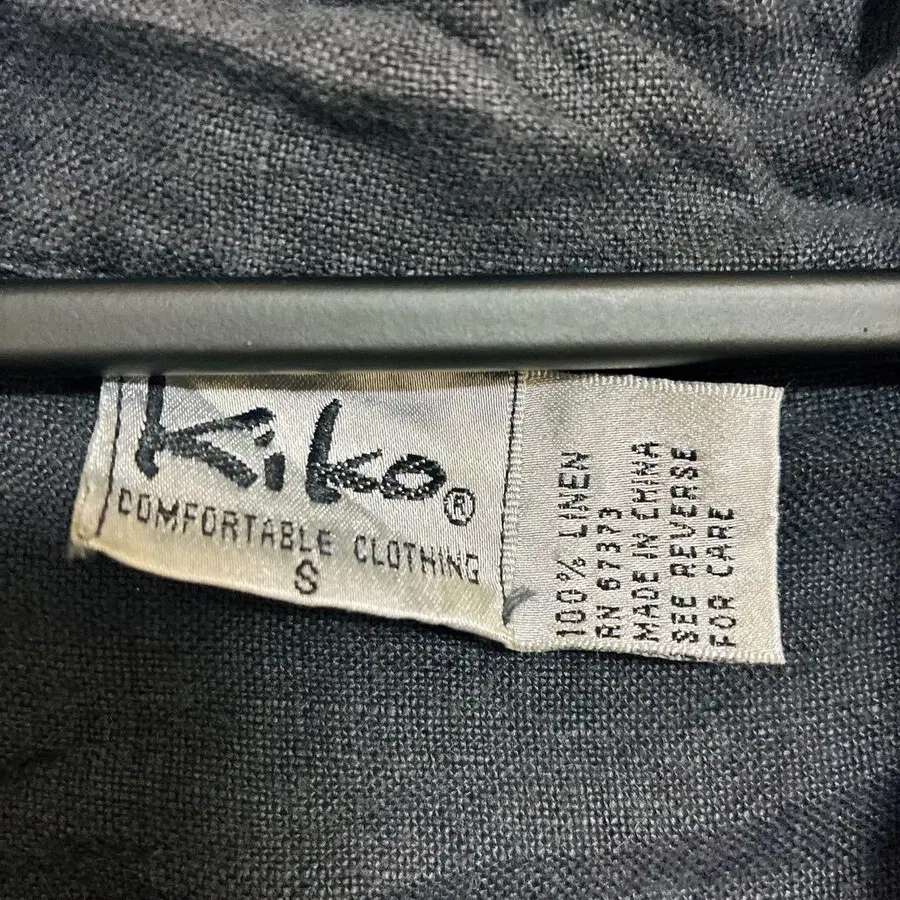 Kiko®
COMFORTABLE CLOTHING
S
100% LINEN
RN 67373
MADE IN CHINA
SEE REVERSE
FOR CARE